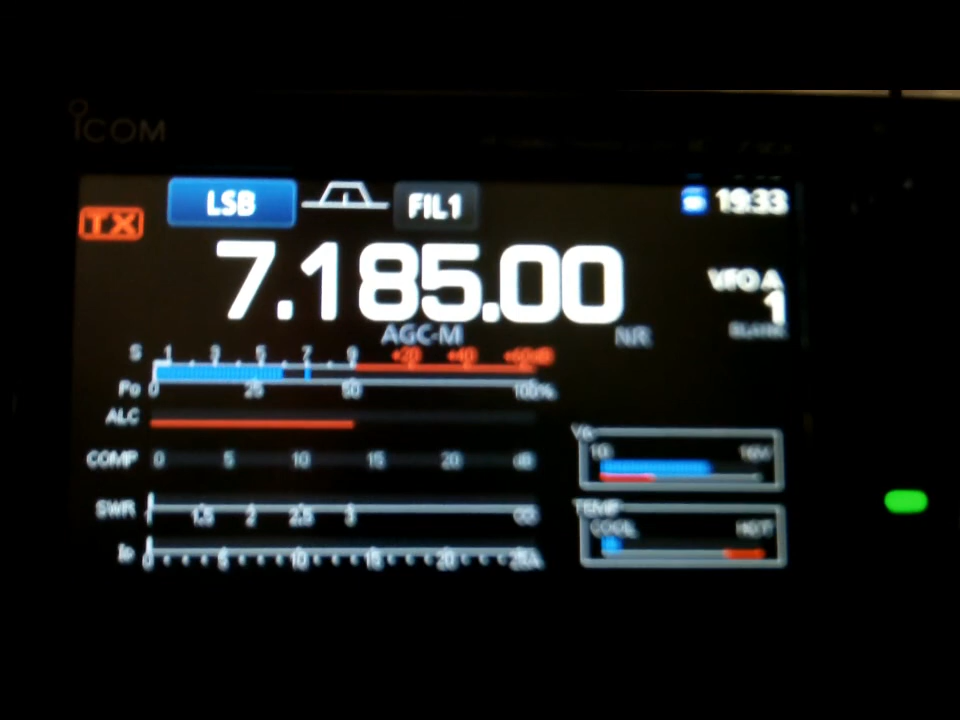 ICOM
LSB FIL1 19:33
TX
7.185.00
VFO A
1
AGC-M NR BLANK
S 1 3 5 7 9 +20 +40 +60dB
Po 0 25 50 100%
ALC
COMP 0 5 10 15 20 dB
SWR 1 1.5 2 2.5 3 ∞
ID 0 5 10 15 20 25A
VD
10 16V
TEMP
COOL HOT